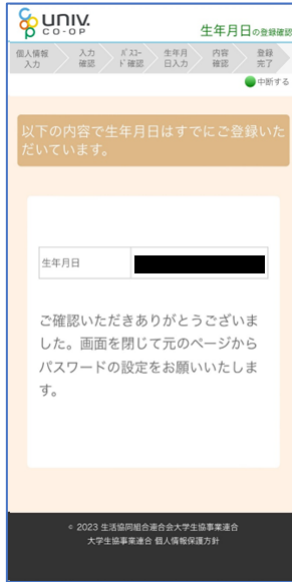 UNIV.
CO-OP
生年月日の登録確認
個人情報入力
入力確認
パスコード確認
生年月日入力
内容確認
登録完了
中断する
以下の内容で生年月日はすでにご登録いた
だいています。
生年月日
ご確認いただきありがとうございま
した。画面を閉じて元のページから
パスワードの設定をお願いいたしま
す。
© 2023 生活協同組合連合会大学生協事業連合
大学生協事業連合 個人情報保護方針